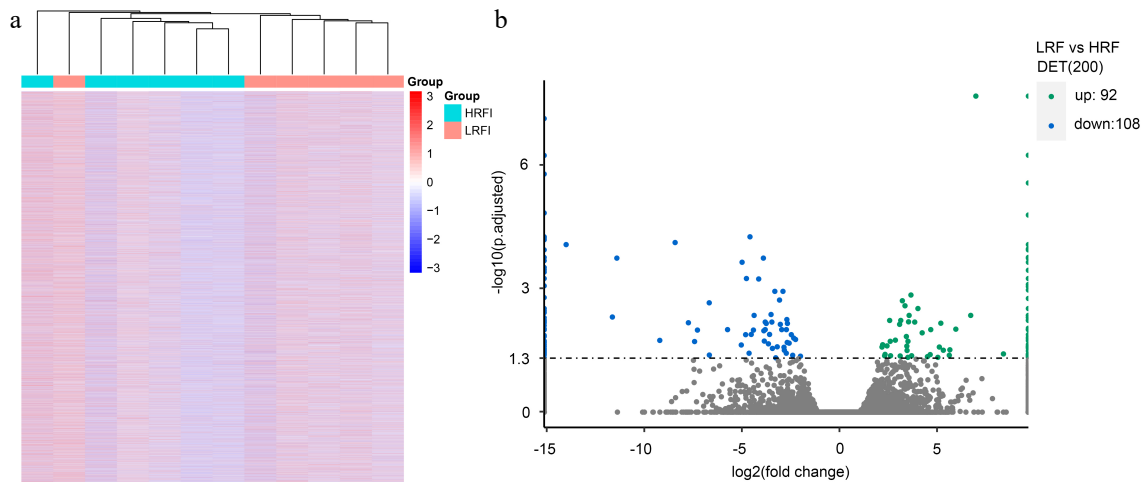 a
Group
3
2
1
0
−1
−2
−3
Group
HRFI
LRFI
b
LRF vs HRF
DET(200)
up: 92
down:108
-log10(p.adjusted)
6
3
1.3
0
-15
-10
-5
0
5
log2(fold change)